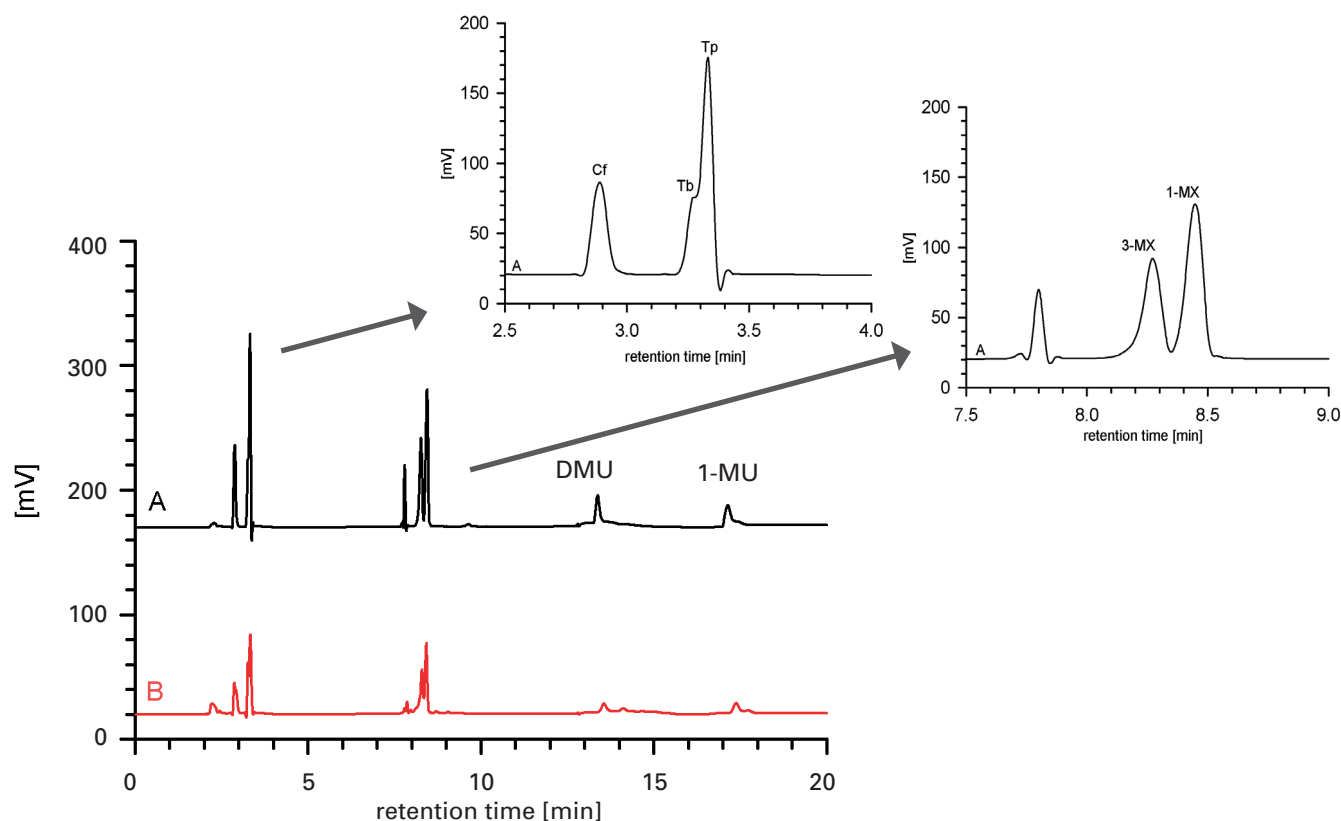 200
150
100
50
0
[mV]
Cf
Tb
Tp
A
2.5 3.0 3.5 4.0
retention time [min]
200
150
100
50
0
[mV]
3-MX
1-MX
A
7.5 8.0 8.5 9.0
retention time [min]
400
300
200
100
0
[mV]
A
DMU 1-MU
B
0 5 10 15 20
retention time [min]